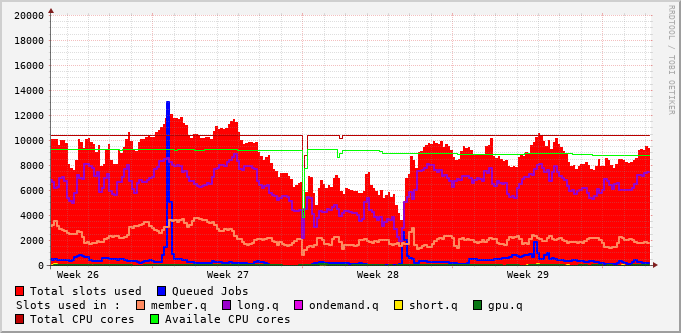 20000
18000
16000
14000
12000
10000
8000
6000
4000
2000
0
Week 26 Week 27 Week 28 Week 29
RRDTOOL / TOBI OETIKER
Total slots used Queued Jobs
Slots used in : member.q long.q ondemand.q short.q gpu.q
Total CPU cores Availale CPU cores